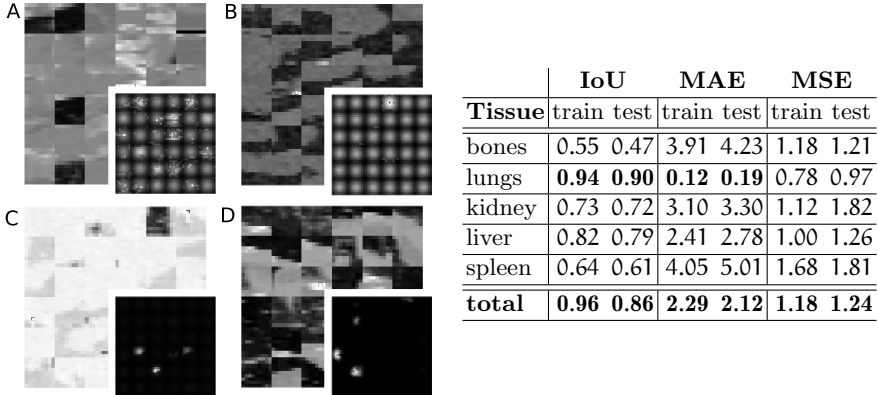 A
B
C
D
IoU MAE MSE
Tissue train test train test train test
bones 0.55 0.47 3.91 4.23 1.18 1.21
lungs 0.94 0.90 0.12 0.19 0.78 0.97
kidney 0.73 0.72 3.10 3.30 1.12 1.82
liver 0.82 0.79 2.41 2.78 1.00 1.26
spleen 0.64 0.61 4.05 5.01 1.68 1.81
total 0.96 0.86 2.29 2.12 1.18 1.24